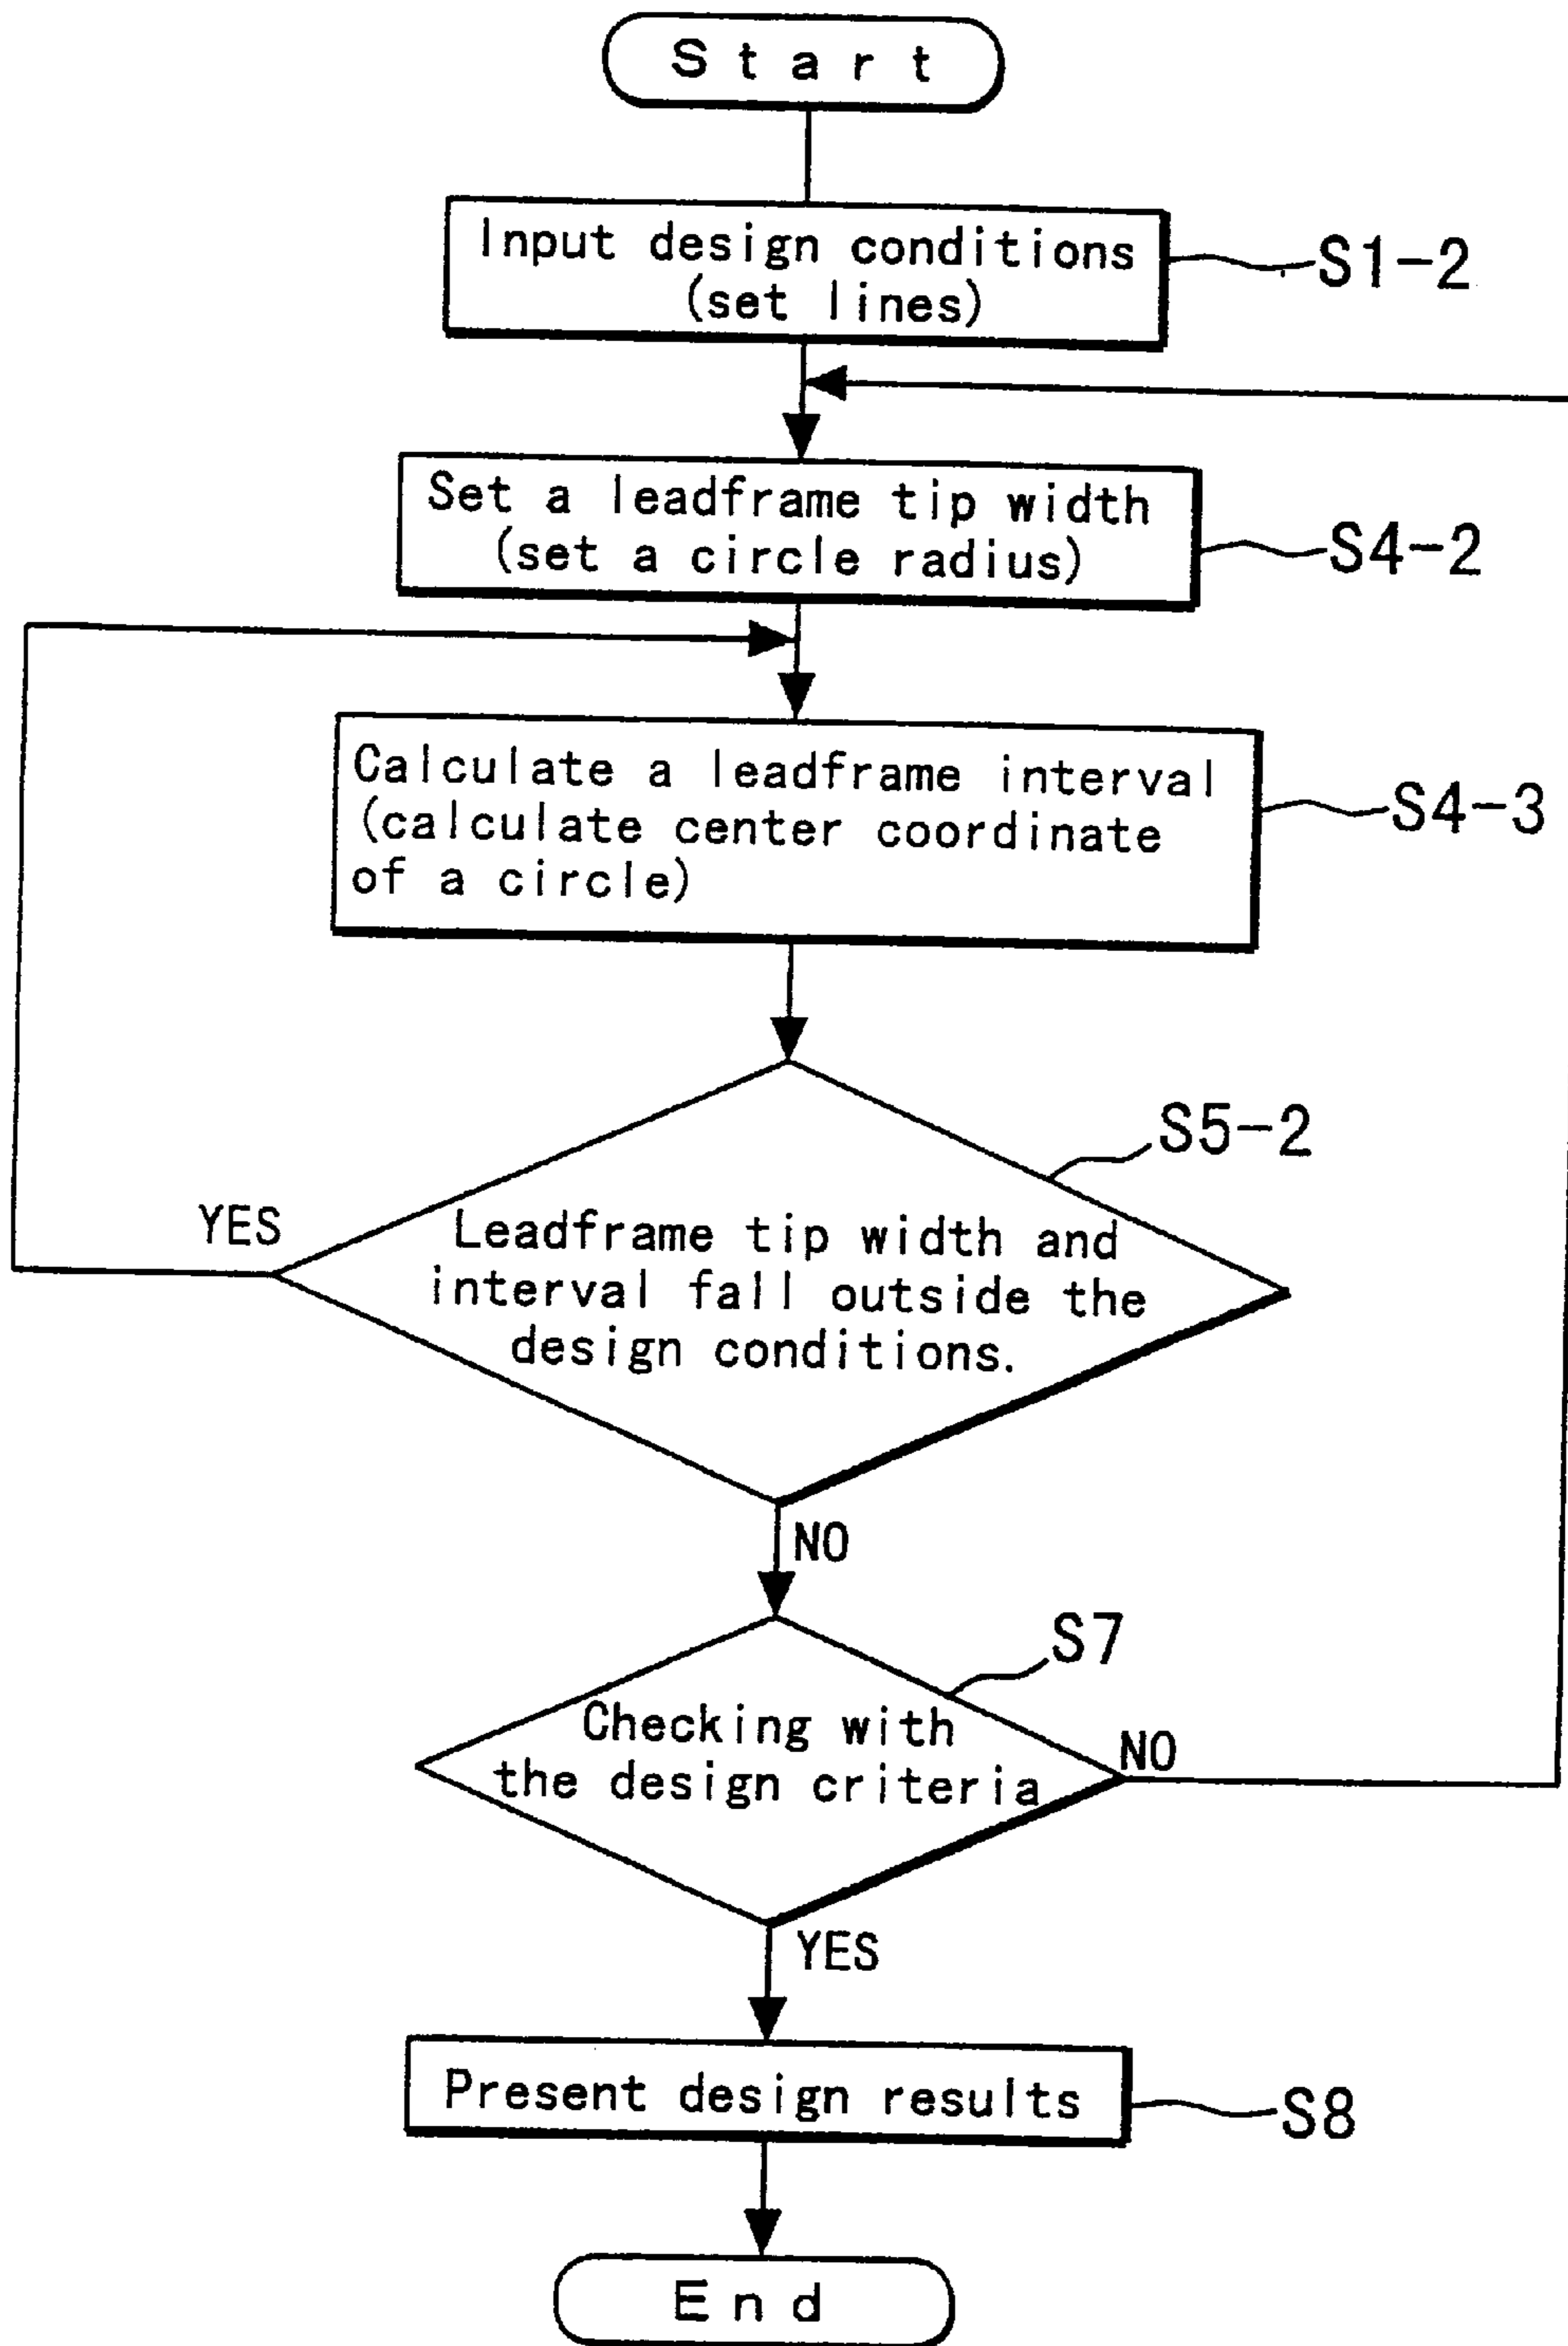 Start
Input design conditions
(set lines)
S1-2
Set a leadframe tip width
(set a circle radius)
S4-2
Calculate a leadframe interval
(calculate center coordinate
of a circle)
S4-3
S5-2
YES
Leadframe tip width and
interval fall outside the
design conditions.
NO
S7
Checking with
the design criteria
NO
YES
Present design results
S8
End